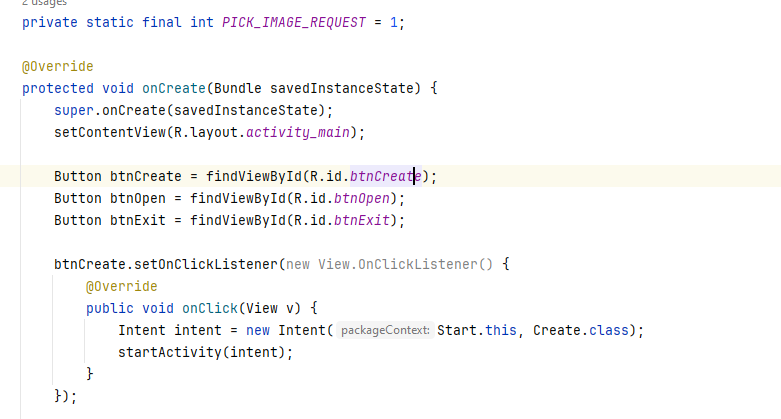 2 usages
private static final int PICK_IMAGE_REQUEST = 1;
@Override
protected void onCreate(Bundle savedInstanceState) {
super.onCreate(savedInstanceState);
setContentView(R.layout.activity_main);
Button btnCreate = findViewById(R.id.btnCreate);
Button btnOpen = findViewById(R.id.btnOpen);
Button btnExit = findViewById(R.id.btnExit);
btnCreate.setOnClickListener(new View.OnClickListener() {
@Override
public void onClick(View v) {
Intent intent = new Intent( packageContext: Start.this, Create.class);
startActivity(intent);
}
});